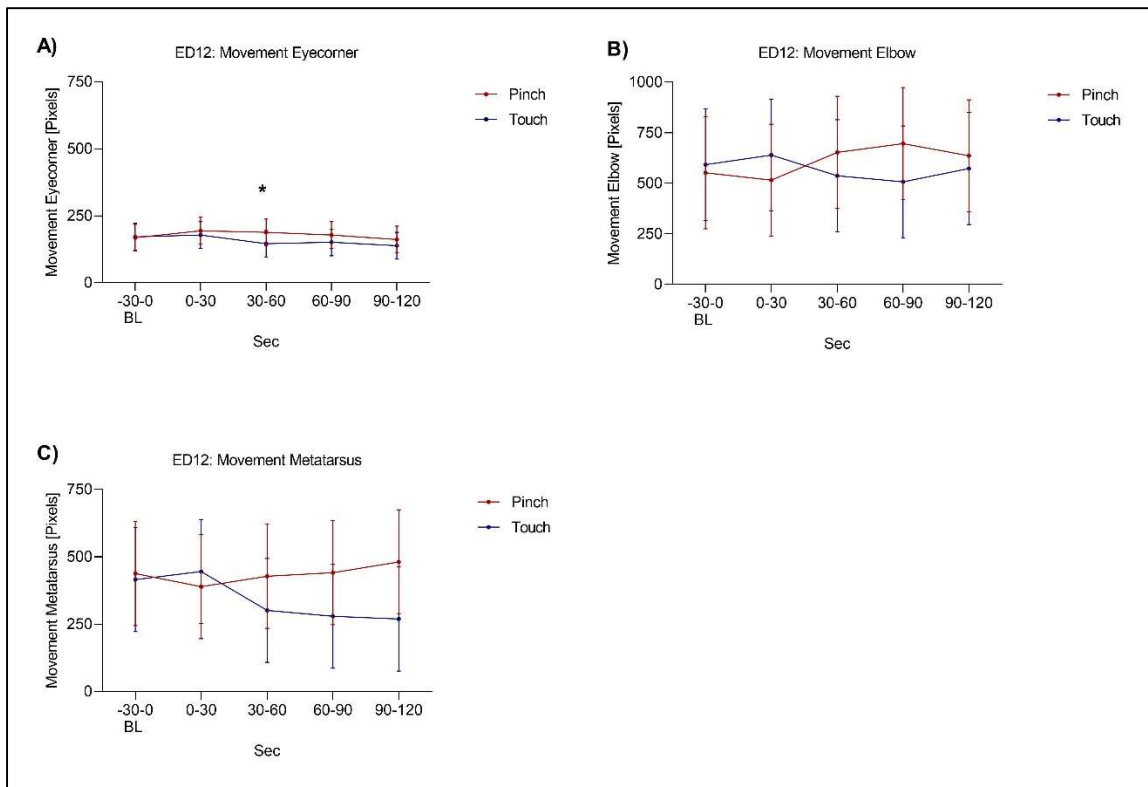 A)
ED12: Movement Eyecorner
Movement Eyecorner [Pixels]
750
500
250
0
*
-30-0 0-30 30-60 60-90 90-120
BL
Sec
Pinch
Touch
B)
ED12: Movement Elbow
Movement Elbow [Pixels]
1000
750
500
250
0
-30-0 0-30 30-60 60-90 90-120
BL
Sec
Pinch
Touch
C)
ED12: Movement Metatarsus
Movement Metatarsus [Pixels]
750
500
250
0
-30-0 0-30 30-60 60-90 90-120
BL
Sec
Pinch
Touch